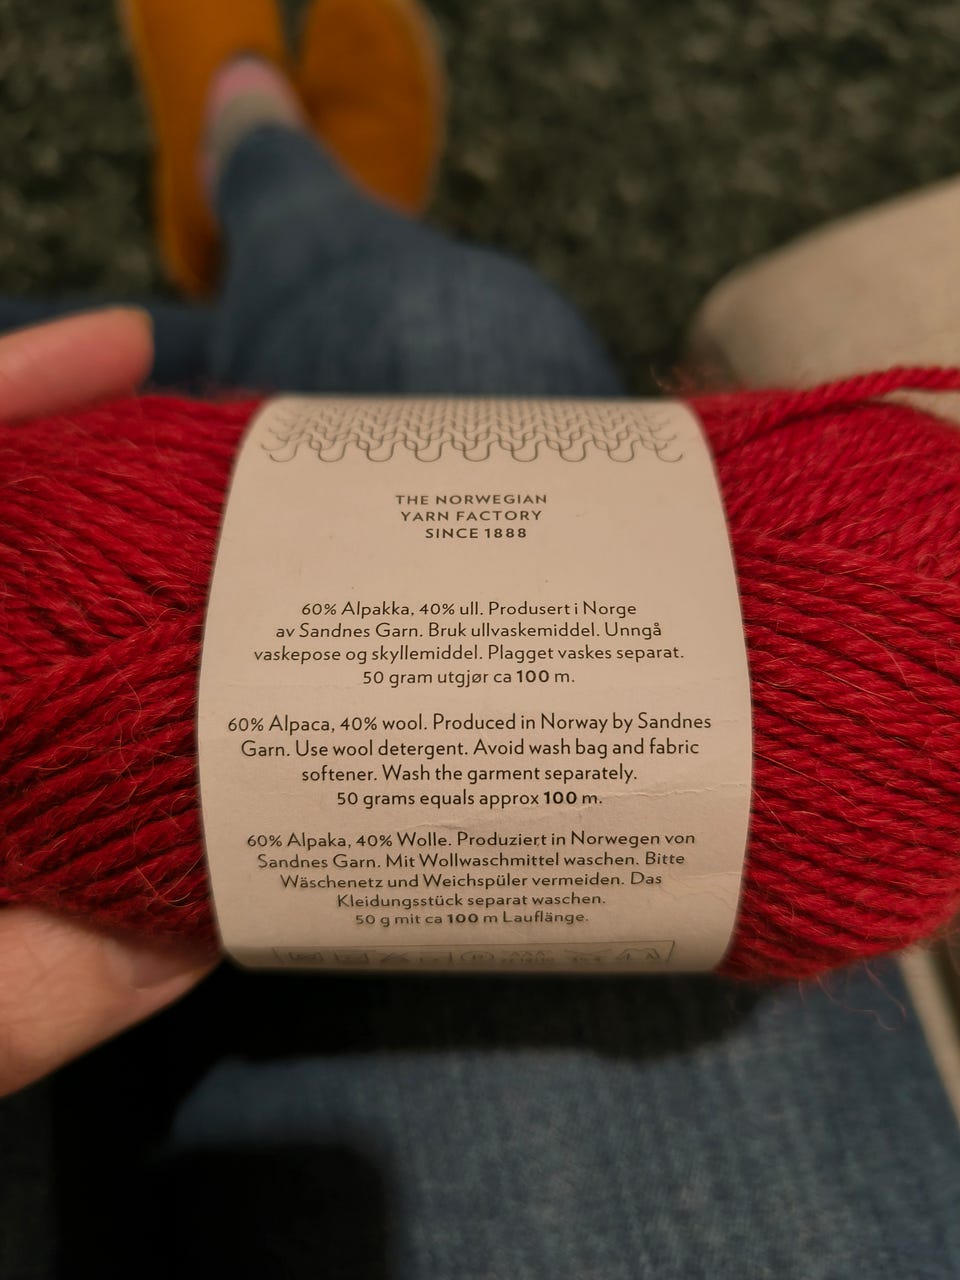 THE NORWEGIAN
YARN FACTORY
SINCE 1888
60% Alpakka, 40% ull. Produsert i Norge
av Sandnes Garn. Bruk ullvaskemiddel. Unngå
vaskepose og skyllemiddel. Plagget vaskes separat.
50 gram utgjør ca 100 m.
60% Alpaca, 40% wool. Produced in Norway by Sandnes
Garn. Use wool detergent. Avoid wash bag and fabric
softener. Wash the garment separately.
50 grams equals approx 100 m.
60% Alpaka, 40% Wolle. Produziert in Norwegen von
Sandnes Garn. Mit Wollwaschmittel waschen. Bitte
Wäschenetz und Weichspüler vermeiden. Das
Kleidungsstück separat waschen.
50 g mit ca 100 m Lauflänge.